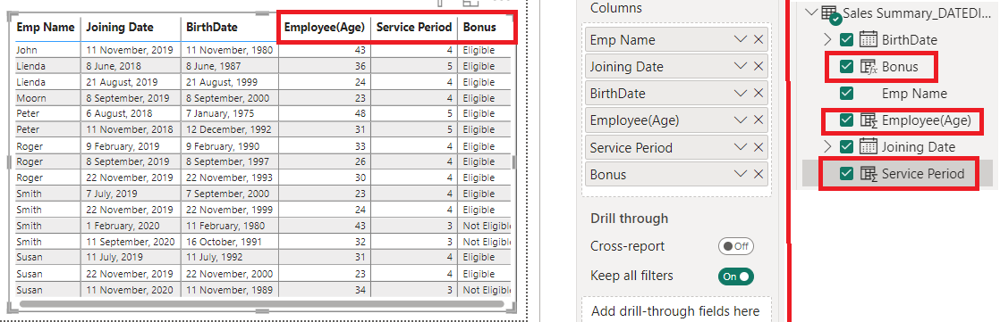 Emp Name Joining Date BirthDate Employee(Age) Service Period Bonus
John 11 November, 2019 11 November, 1980 43 4 Eligible
Lienda 8 June, 2018 8 June, 1987 36 5 Eligible
Lienda 21 August, 2019 21 August, 1999 24 4 Eligible
Moorn 8 September, 2019 8 September, 2000 23 4 Eligible
Peter 6 August, 2018 7 January, 1975 48 5 Eligible
Peter 11 November, 2018 12 December, 1992 31 5 Eligible
Roger 9 February, 2019 9 February, 1990 33 4 Eligible
Roger 8 September, 2019 8 September, 1997 26 4 Eligible
Roger 22 November, 2019 22 November, 1993 30 4 Eligible
Smith 7 July, 2019 7 September, 2000 23 4 Eligible
Smith 22 November, 2019 22 November, 1999 24 4 Eligible
Smith 1 February, 2020 11 February, 1980 43 3 Not Eligibl
Smith 11 September, 2020 16 October, 1991 32 3 Not Eligibl
Susan 11 July, 2019 11 July, 1992 31 4 Eligible
Susan 22 November, 2019 22 November, 2000 23 4 Eligible
Susan 11 November, 2020 11 November, 1989 34 3 Not Eligibl
Columns
Emp Name
Joining Date
BirthDate
Employee(Age)
Service Period
Bonus
Drill through
Cross-report Off
Keep all filters On
Add drill-through fields here
Sales Summary_DATEDI...
BirthDate
Bonus
Emp Name
Employee(Age)
Joining Date
Service Period